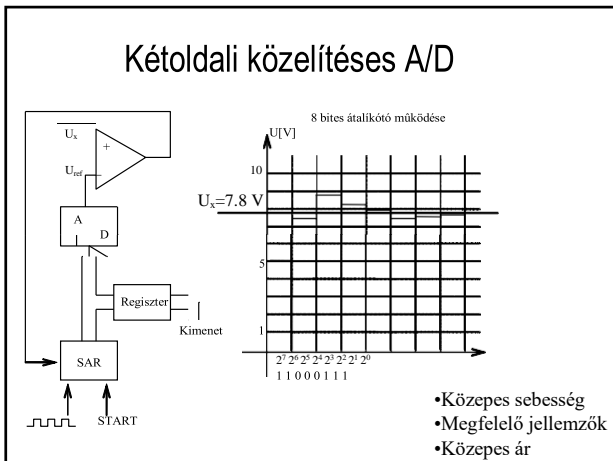 Kétoldali közelítéses A/D
8 bites átalíkótó mûködése
Ux
+
Uref
A
D
Regiszter
Kimenet
SAR
START
U[V]
10
Ux=7.8 V
5
1
2⁷ 2⁶ 2⁵ 2⁴ 2³ 2² 2¹ 2⁰
1 1 0 0 0 1 1 1
•Közepes sebesség
•Megfelelő jellemzők
•Közepes ár